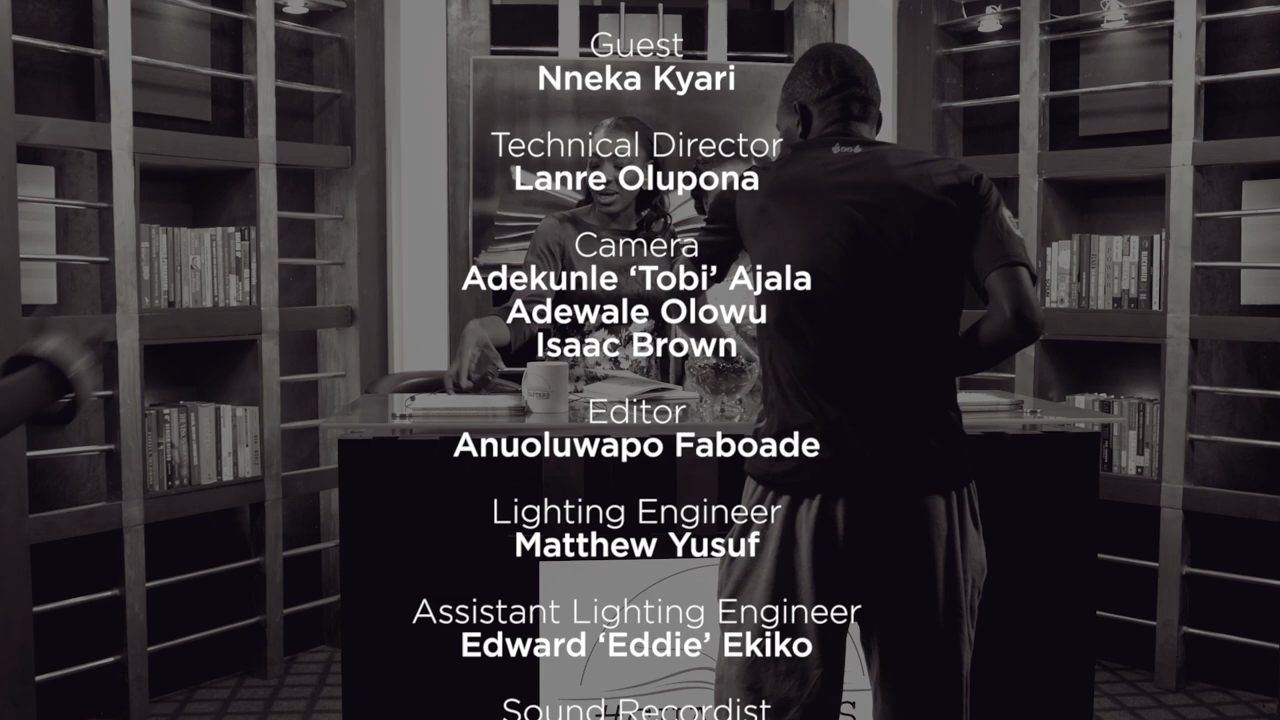 Guest
Nneka Kyari
Technical Director
Lanre Olupona
Camera
Adekunle ‘Tobi’ Ajala
Adewale Olowu
Isaac Brown
Editor
Anuoluwapo Faboade
Lighting Engineer
Matthew Yusuf
Assistant Lighting Engineer
Edward ‘Eddie’ Ekiko
Sound Recordist